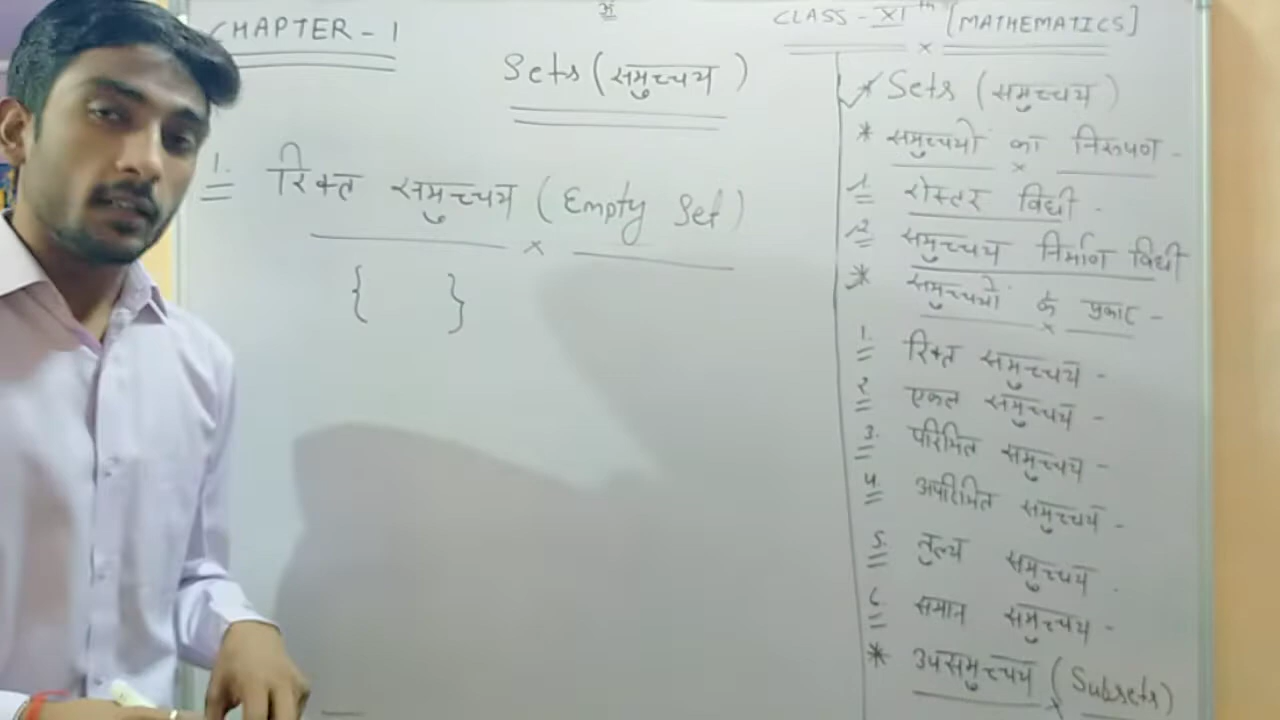 CHAPTER - 1
Sets (समुच्चय)
1. रिक्त समुच्चय (Empty Set)
{ }
CLASS - XIth [MATHEMATICS]
* Sets (समुच्चय)
* समुच्चयों का निरूपण -
1. रोस्टर विधी -
2. समुच्चय निर्माण विधी
* समुच्चयों के प्रकार -
1. रिक्त समुच्चय -
2. एकल समुच्चय -
3. परिमित समुच्चय -
4. अपरिमित समुच्चय -
5. तुल्य समुच्चय -
6. समान समुच्चय -
* उपसमुच्चय (Subsets)